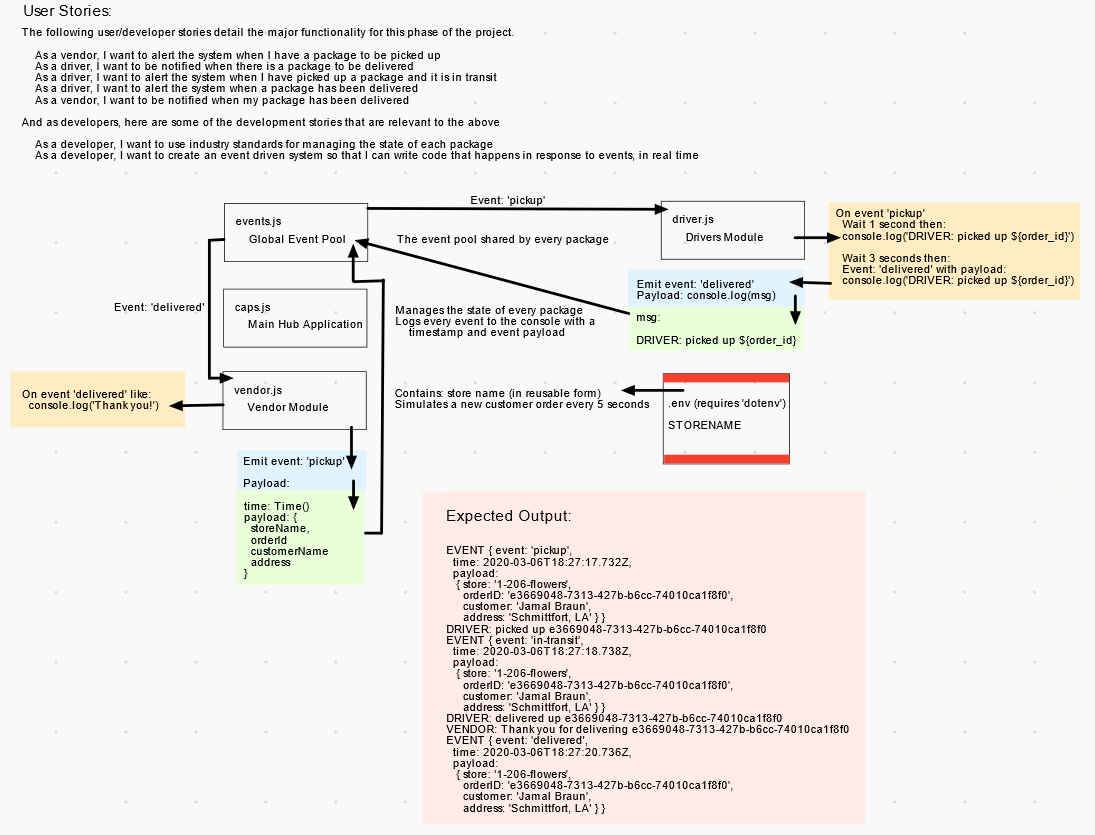 User Stories:
The following user/developer stories detail the major functionality for this phase of the project.
As a vendor, I want to alert the system when I have a package to be picked up
As a driver, I want to be notified when there is a package to be delivered
As a driver, I want to alert the system when I have picked up a package and it is in transit
As a driver, I want to alert the system when a package has been delivered
As a vendor, I want to be notified when my package has been delivered
And as developers, here are some of the development stories that are relevant to the above
As a developer, I want to use industry standards for managing the state of each package
As a developer, I want to create an event driven system so that I can write code that happens in response to events, in real time
Event: 'pickup'
events.js
Global Event Pool
The event pool shared by every package
driver.js
Drivers Module
On event 'pickup'
Wait 1 second then:
console.log('DRIVER: picked up ${order_id}')
Wait 3 seconds then:
Event: 'delivered' with payload:
console.log('DRIVER: picked up ${order_id}')
Emit event: 'delivered'
Payload: console.log(msg)
msg:
DRIVER: picked up ${order_id}
Event: 'delivered'
caps.js
Main Hub Application
Manages the state of every package
Logs every event to the console with a
timestamp and event payload
vendor.js
Vendor Module
On event 'delivered' like:
console.log('Thank you!')
Contains: store name (in reusable form)
Simulates a new customer order every 5 seconds
.env (requires 'dotenv')
STORENAME
Emit event: 'pickup'
Payload:
time: Time()
payload: {
storeName,
orderId
customerName
address
}
Expected Output:
EVENT { event: 'pickup',
time: 2020-03-06T18:27:17.732Z,
payload:
{ store: '1-206-flowers',
orderID: 'e3669048-7313-427b-b6cc-74010ca1f8f0',
customer: 'Jamal Braun',
address: 'Schmittfort, LA' } }
DRIVER: picked up e3669048-7313-427b-b6cc-74010ca1f8f0
EVENT { event: 'in-transit',
time: 2020-03-06T18:27:18.738Z,
payload:
{ store: '1-206-flowers',
orderID: 'e3669048-7313-427b-b6cc-74010ca1f8f0',
customer: 'Jamal Braun',
address: 'Schmittfort, LA' } }
DRIVER: delivered up e3669048-7313-427b-b6cc-74010ca1f8f0
VENDOR: Thank you for delivering e3669048-7313-427b-b6cc-74010ca1f8f0
EVENT { event: 'delivered',
time: 2020-03-06T18:27:20.736Z,
payload:
{ store: '1-206-flowers',
orderID: 'e3669048-7313-427b-b6cc-74010ca1f8f0',
customer: 'Jamal Braun',
address: 'Schmittfort, LA' } }